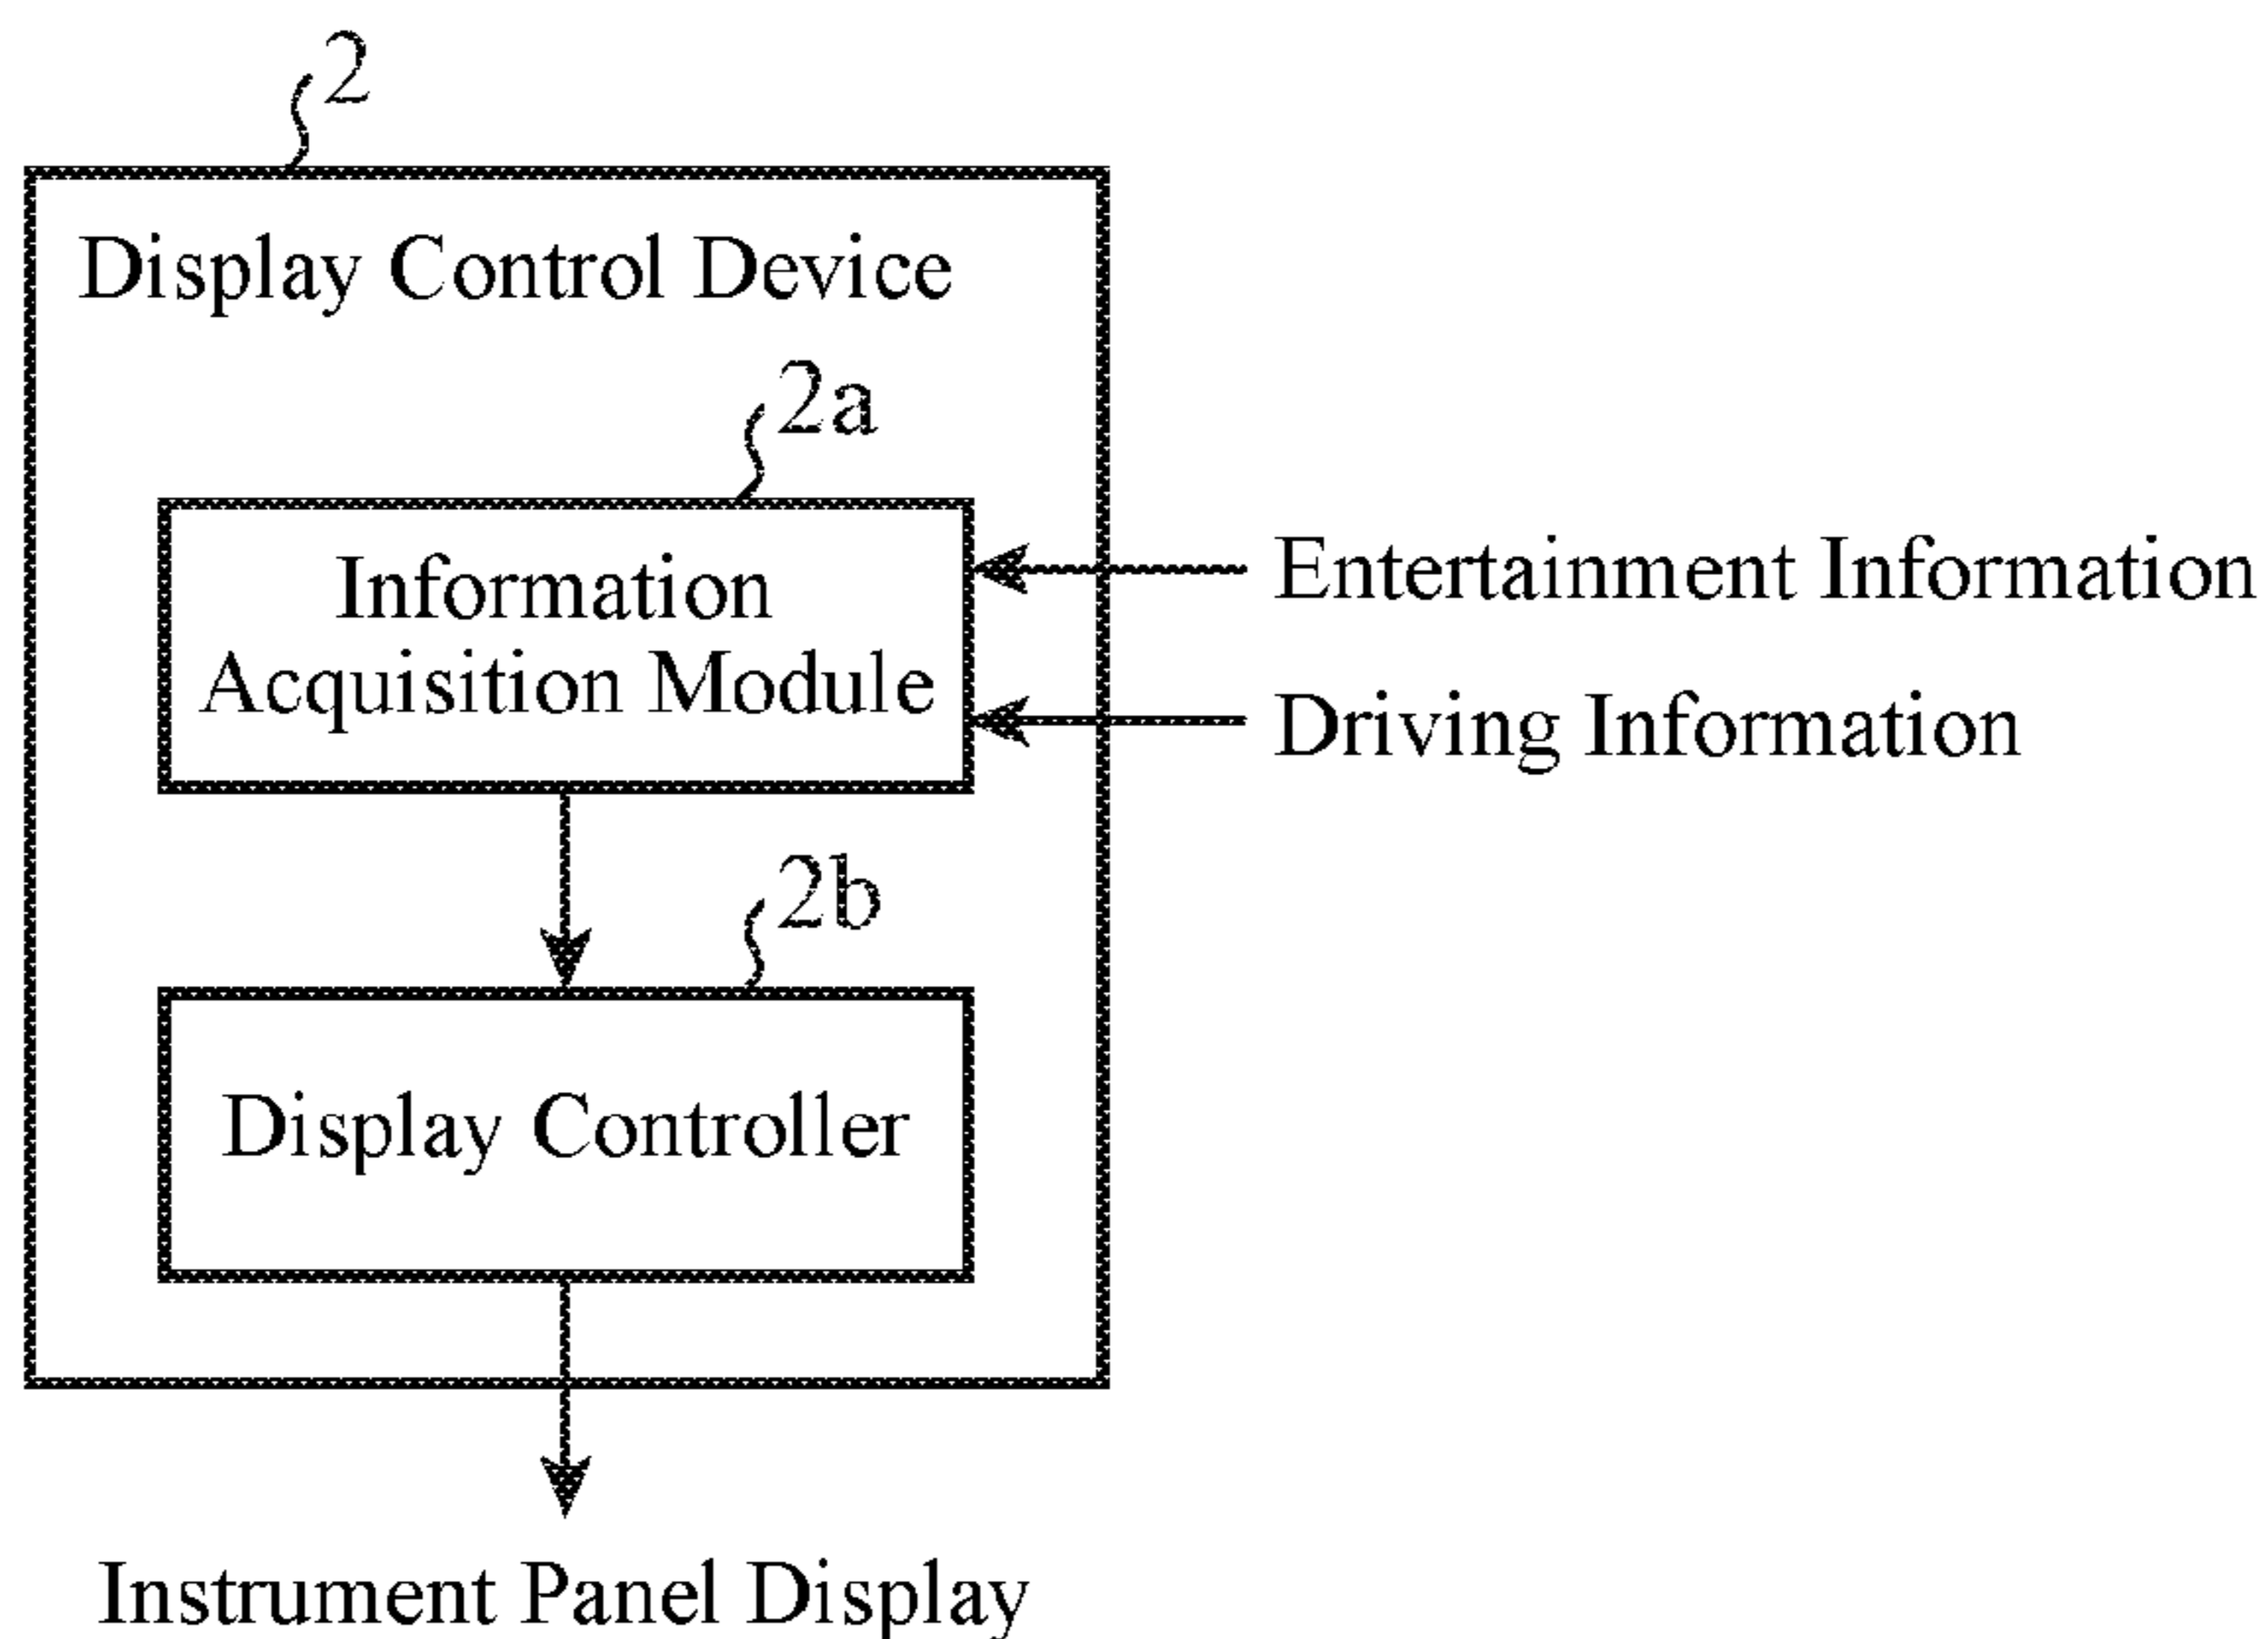 2
Display Control Device
2a
Information
Acquisition Module
Entertainment Information
Driving Information
2b
Display Controller
Instrument Panel Display